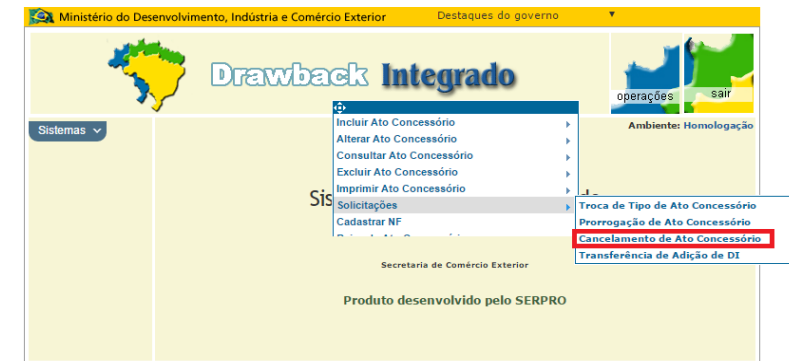 Ministério do Desenvolvimento, Indústria e Comércio Exterior
Destaques do governo
Drawback Integrado
operações
sair
Sistemas
Ambiente: Homologação
Incluir Ato Concessório
Alterar Ato Concessório
Consultar Ato Concessório
Excluir Ato Concessório
Imprimir Ato Concessório
Sis
Solicitações
Cadastrar NF
Troca de Tipo de Ato Concessório
Prorrogação de Ato Concessório
Cancelamento de Ato Concessório
Transferência de Adição de DI
Secretaria de Comércio Exterior
Produto desenvolvido pelo SERPRO